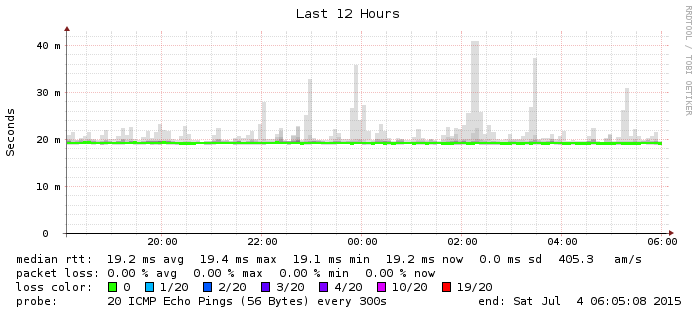 Last 12 Hours
RRDTOOL / TOBI OETIKER
Seconds
40 m
30 m
20 m
10 m
0
20:00 22:00 00:00 02:00 04:00 06:00
median rtt: 19.2 ms avg 19.4 ms max 19.1 ms min 19.2 ms now 0.0 ms sd 405.3 am/s
packet loss: 0.00 % avg 0.00 % max 0.00 % min 0.00 % now
loss color: 0 1/20 2/20 3/20 4/20 10/20 19/20
probe: 20 ICMP Echo Pings (56 Bytes) every 300s end: Sat Jul 4 06:05:08 2015